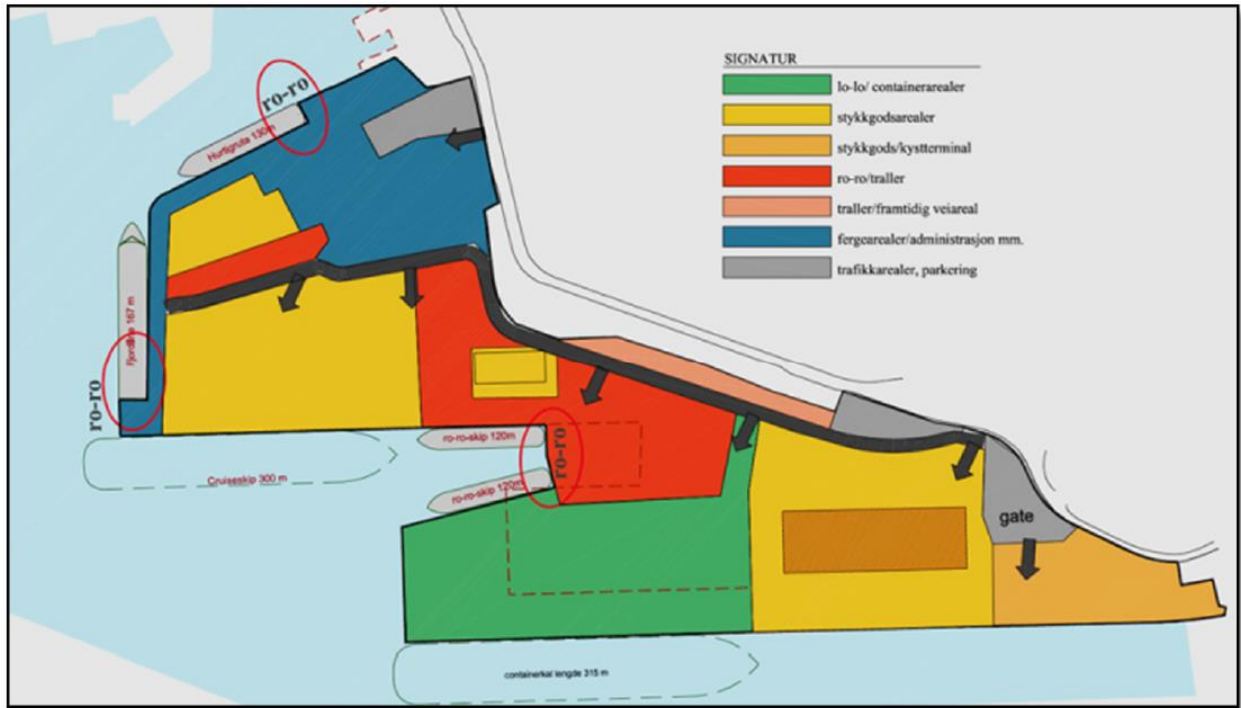 SIGNATUR
lo-lo/ containerarealer
stykkgodsarealer
stykkgods/kystterminal
ro-ro/traller
traller/framtidig veiareal
fergearealer/administrasjon mm.
trafikkarealer, parkering
ro-ro
Hurtigruta 130m
Fjordline 167 m
ro-ro
ro-ro-skip 120m
ro-ro
Cruiseskip 300 m
ro-ro-skip 120m
gate
containerkai lengde 315 m